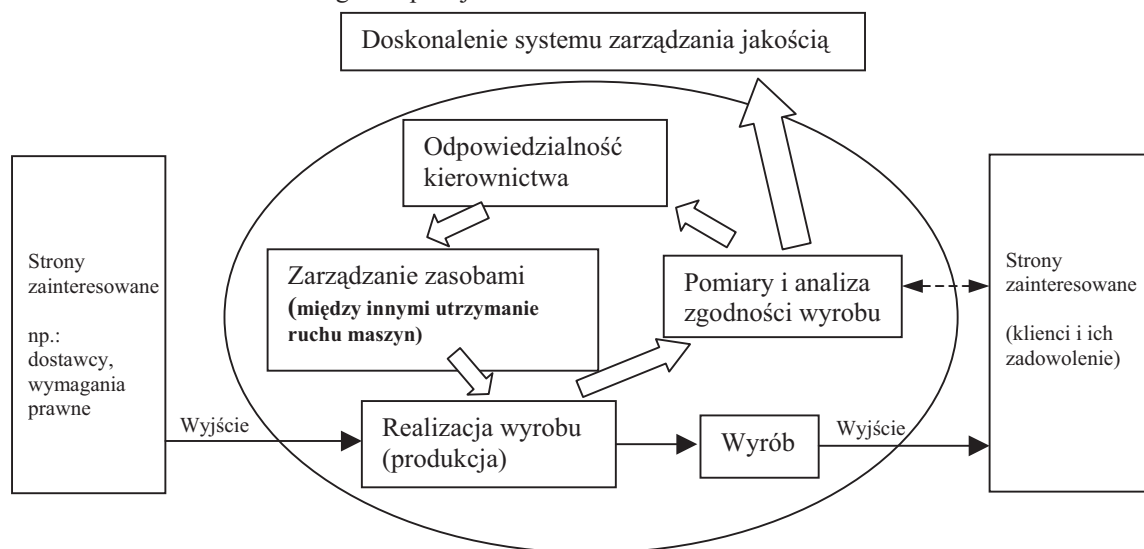 Doskonalenie systemu zarządzania jakością
Odpowiedzialność
kierownictwa
Strony
zainteresowane
np.:
dostawcy,
wymagania
prawne
Zarządzanie zasobami
(między innymi utrzymanie
ruchu maszyn)
Pomiary i analiza
zgodności wyrobu
Strony
zainteresowane
(klienci i ich
zadowolenie)
Wyjście
Realizacja wyrobu
(produkcja)
Wyrób
Wyjście